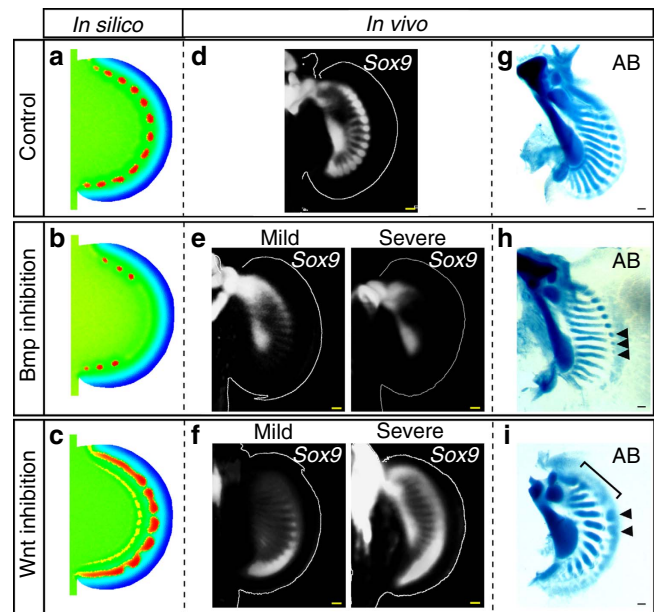 In silico
In vivo
Control
a
d
Sox9
g
AB
Bmp inhibition
b
e
Mild
Sox9
Severe
Sox9
h
AB
Wnt inhibition
c
f
Mild
Sox9
Severe
Sox9
i
AB